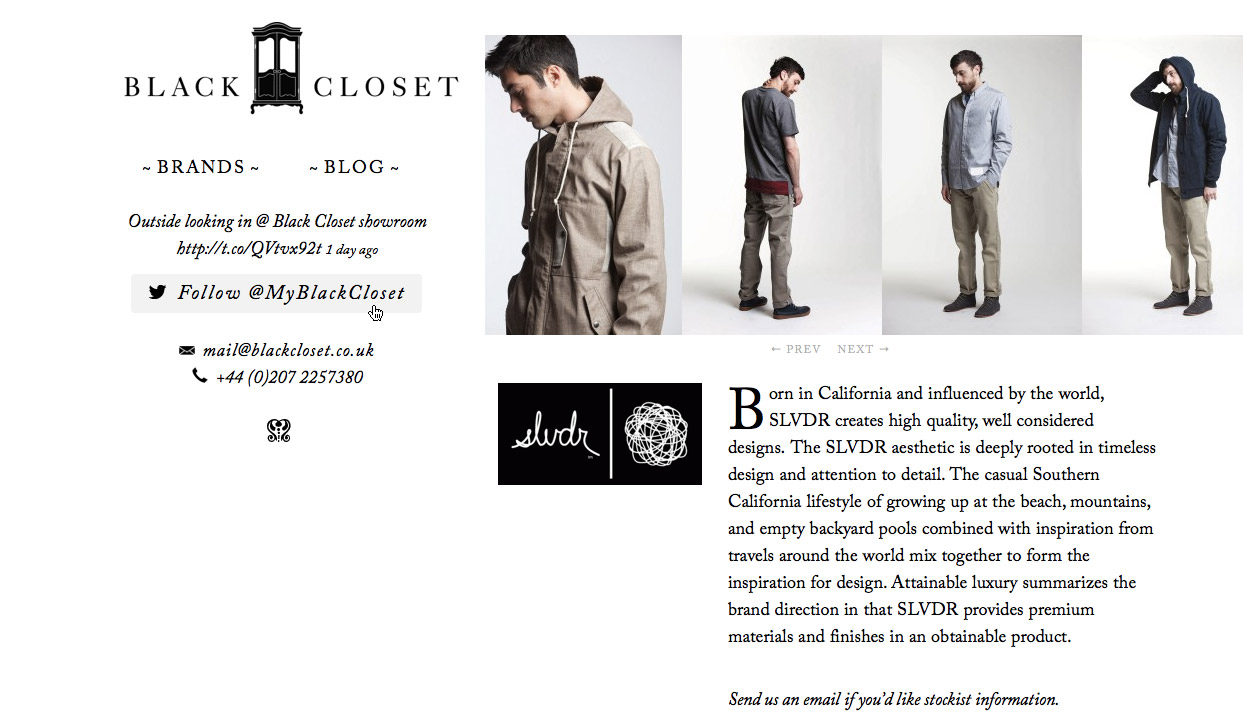 BLACK CLOSET
~ BRANDS ~ ~ BLOG ~
Outside looking in @ Black Closet showroom
http://t.co/QVtvx92t 1 day ago
Follow @MyBlackCloset
mail@blackcloset.co.uk
+44 (0)207 2257380
← PREV NEXT →
slvdr
Born in California and influenced by the world,
SLVDR creates high quality, well considered
designs. The SLVDR aesthetic is deeply rooted in timeless
design and attention to detail. The casual Southern
California lifestyle of growing up at the beach, mountains,
and empty backyard pools combined with inspiration from
travels around the world mix together to form the
inspiration for design. Attainable luxury summarizes the
brand direction in that SLVDR provides premium
materials and finishes in an obtainable product.
Send us an email if you’d like stockist information.